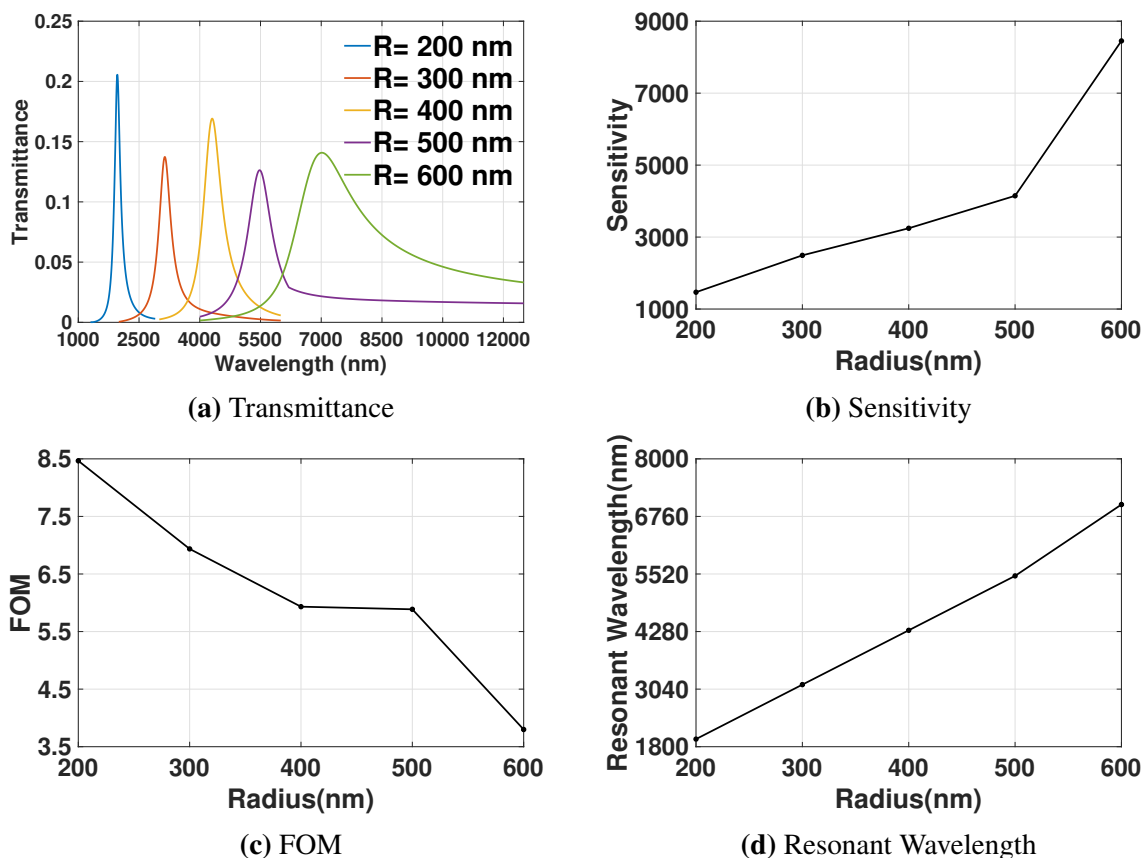 0.25
0.2
0.15
0.1
0.05
0
Transmittance
1000 2500 4000 5500 7000 8500 10000 12000
Wavelength (nm)
R= 200 nm
R= 300 nm
R= 400 nm
R= 500 nm
R= 600 nm
(a) Transmittance
9000
7000
5000
3000
1000
Sensitivity
200 300 400 500 600
Radius(nm)
(b) Sensitivity
8.5
7.5
6.5
5.5
4.5
3.5
FOM
200 300 400 500 600
Radius(nm)
(c) FOM
8000
6760
5520
4280
3040
1800
Resonant Wavelength(nm)
200 300 400 500 600
Radius(nm)
(d) Resonant Wavelength